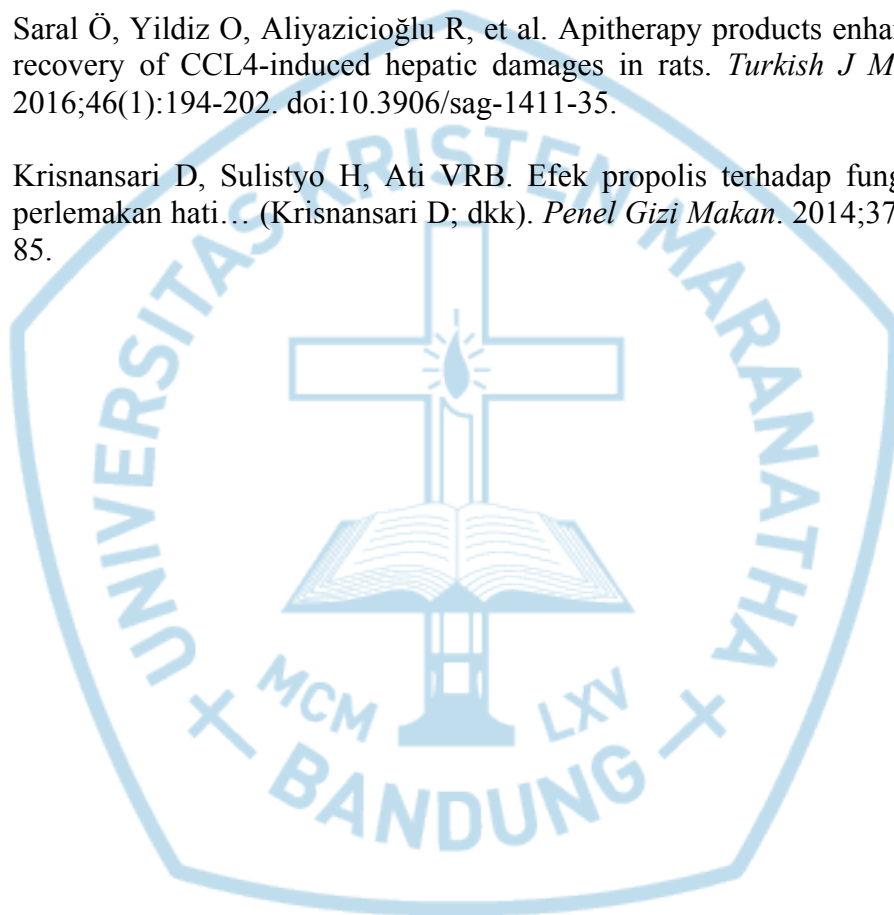 Saral Ö, Yildiz O, Aliyazicioğlu R, et al. Apitherapy products
recovery of CCL4-induced hepatic damages in rats. Turkish J
2016;46(1):194-202. doi:10.3906/sag-1411-35.
Krisnansari D, Sulistyo H, Ati VRB. Efek propolis terhadap
perlemakan hati… (Krisnansari D; dkk). Penel Gizi Makan. 2014;37
85.
UNIVERSITAS KRISTEN MARANATHA
MCM LXV
BANDUNG